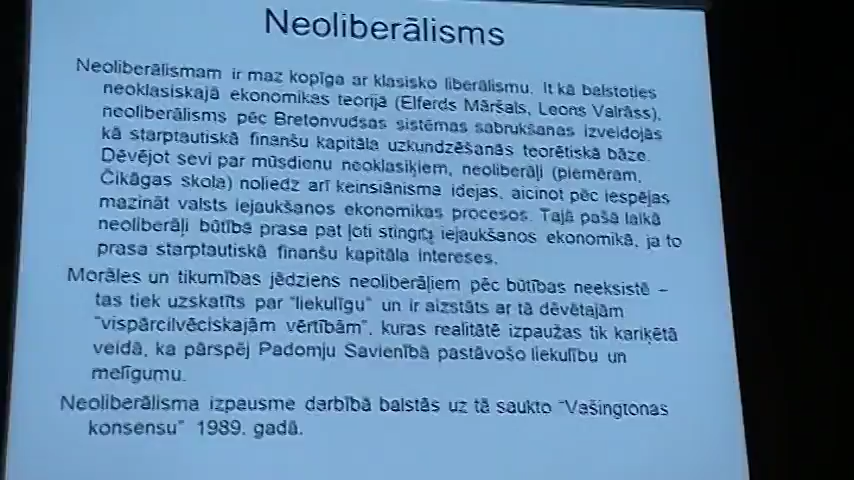 Neoliberālisms
Neoliberālismam ir maz kopīga ar klasisko liberālismu. It kā balstoties
neoklasiskajā ekonomikas teorijā (Elferds Māršals, Leons Valrāss),
neoliberālisms pēc Bretonvudsas sistēmas sabrukšanas izveidojās
kā starptautiskā finanšu kapitāla uzkundzēšanās teorētiskā bāze.
Dēvējot sevi par mūsdienu neoklasiķiem, neoliberāļi (piemēram,
Čikāgas skola) noliedz arī keinsiānisma idejas, aicinot pēc iespējas
mazināt valsts iejaukšanos ekonomikas procesos. Tajā pašā laikā
neoliberāļi būtībā prasa pat ļoti stingru iejaukšanos ekonomikā, ja to
prasa starptautiskā finanšu kapitāla intereses.
Morāles un tikumības jēdziens neoliberāļiem pēc būtības neeksistē –
tas tiek uzskatīts par "liekulīgu" un ir aizstāts ar tā dēvētajām
"vispārcilvēciskajām vērtībām", kuras realitātē izpaužas tik kariķētā
veidā, ka pārspēj Padomju Savienībā pastāvošo liekulību un
melīgumu.
Neoliberālisma izpausme darbībā balstās uz tā saukto "Vašingtonas
konsensu" 1989. gadā.